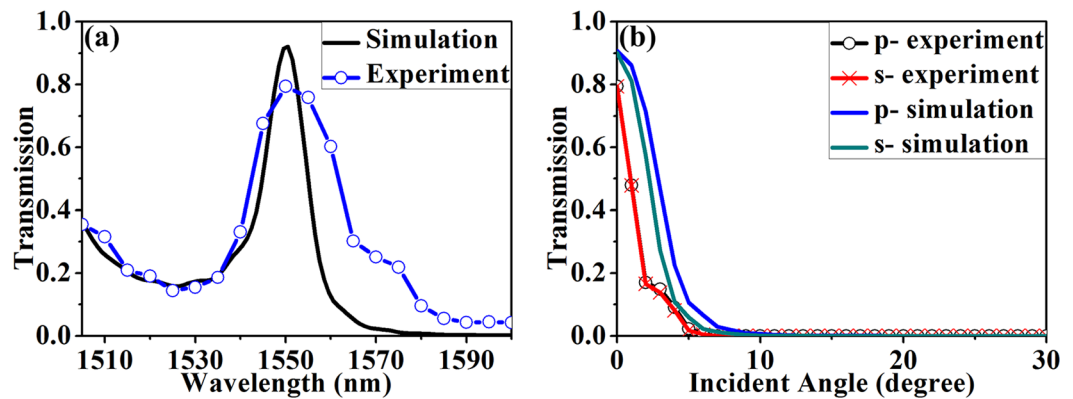 (a)
Simulation
Experiment
1.0
0.8
0.6
0.4
0.2
0.0
Transmission
1510 1530 1550 1570 1590
Wavelength (nm)
(b)
p- experiment
s- experiment
p- simulation
s- simulation
1.0
0.8
0.6
0.4
0.2
0.0
Transmission
0 10 20 30
Incident Angle (degree)